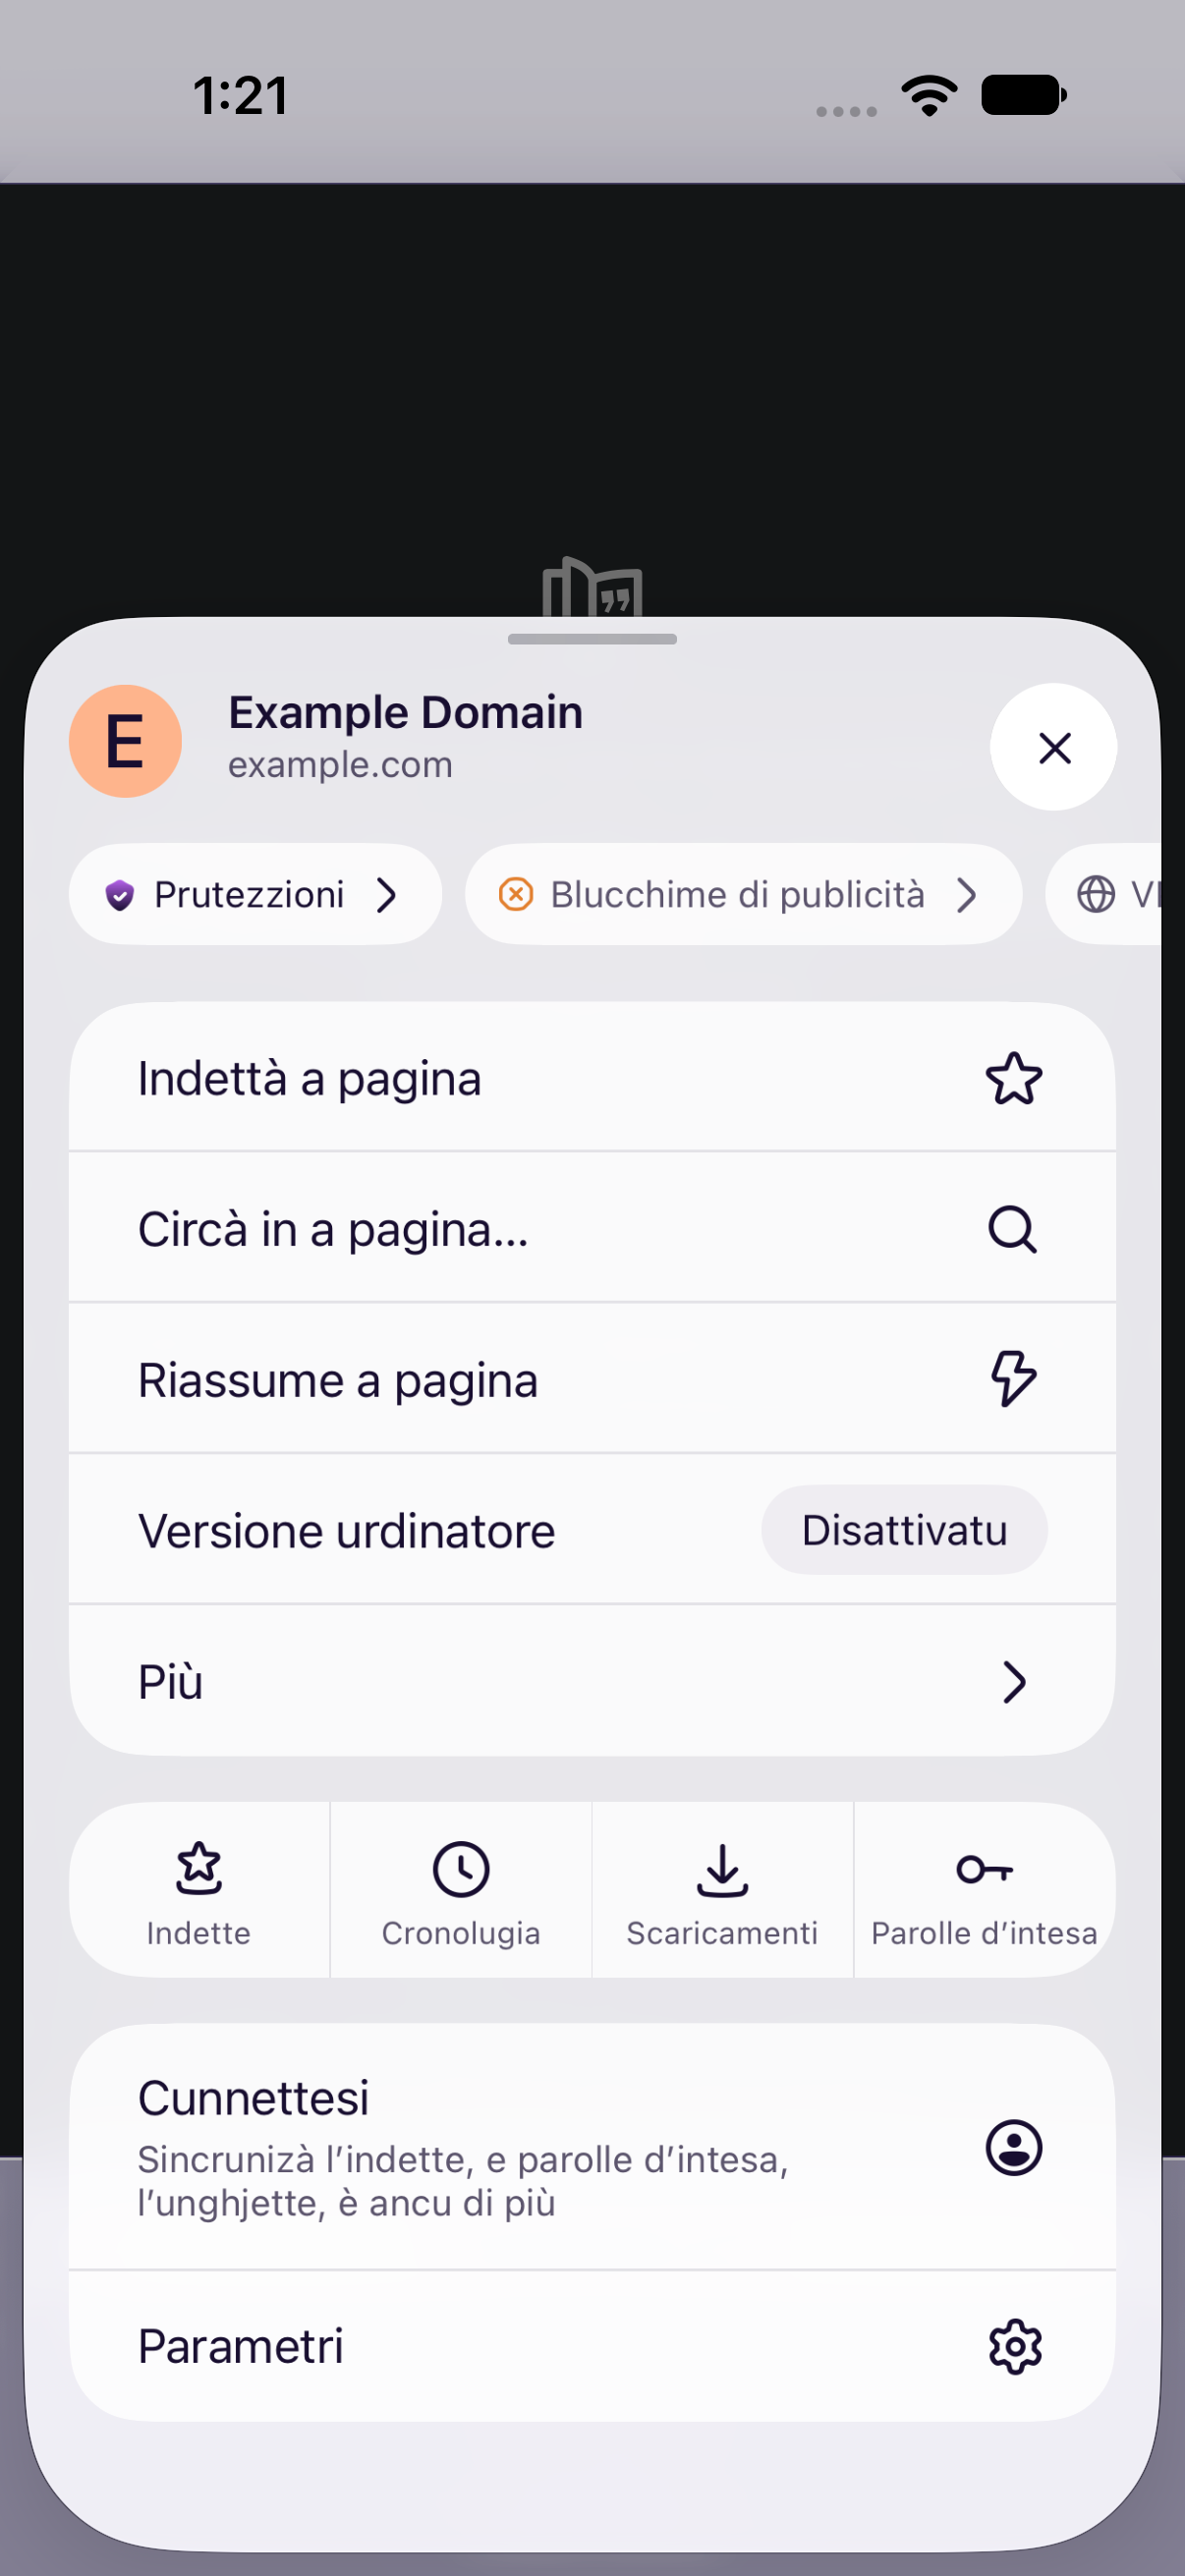 1:21
E
Example Domain
example.com
Prutezzioni
Blucchime di publicità
Indettà a pagina
Circà in a pagina...
Riassume a pagina
Versione urdinatore
Disattivatu
Più
Indette
Cronolugia
Scaricamenti
Parolle d’intesa
Cunnettesi
Sincrunizà l’indette, e parolle d’intesa,
l’unghjette, è ancu di più
Parametri